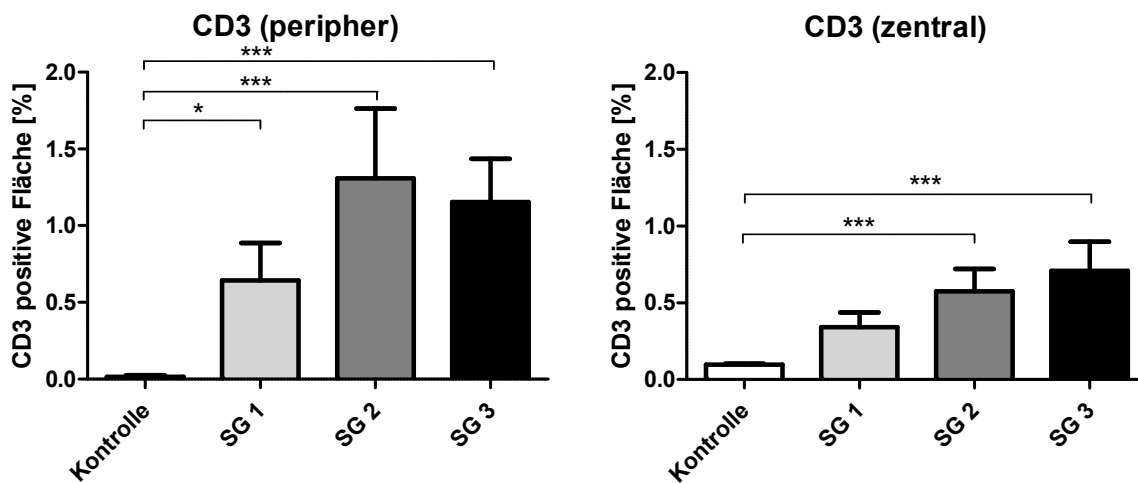 CD3 (peripher)
CD3 positive Fläche [%]
2.0
1.5
1.0
0.5
0.0
***
***
*
Kontrolle
SG 1
SG 2
SG 3
CD3 (zentral)
CD3 positive Fläche [%]
2.0
1.5
1.0
0.5
0.0
***
***
Kontrolle
SG 1
SG 2
SG 3